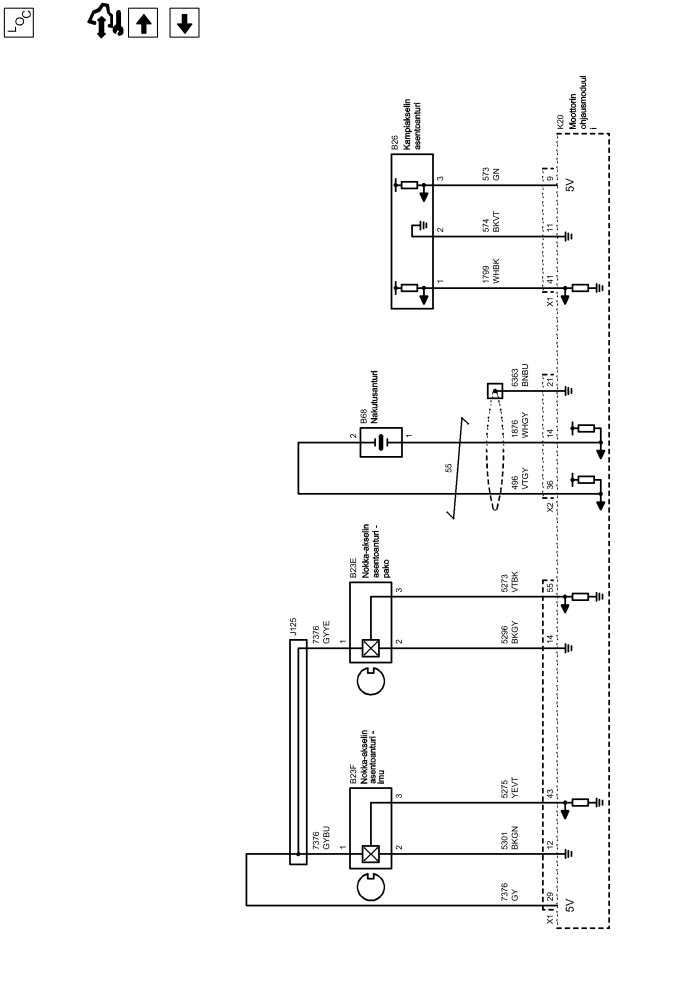 LOC
K20
Moottorin
ohjausmoduul
i
B26
Kampiakselin
asentoanturi
3
573
GN
9
5V
2
574
BKVT
11
1
1799
WHBK
41
X1
B68
Nakutusanturi
2
1
6363
BNBU
21
1876
WHGY
14
55
496
VTGY
36
X2
B23E
Nokka-akselin
asentoanturi -
pako
3
5273
VTBK
55
J125
7376
GYYE
1
2
5296
BKGY
14
B23F
Nokka-akselin
asentoanturi -
imu
3
5275
YEVT
43
7376
GYBU
1
2
5301
BKGN
12
7376
GY
29
X1
5V